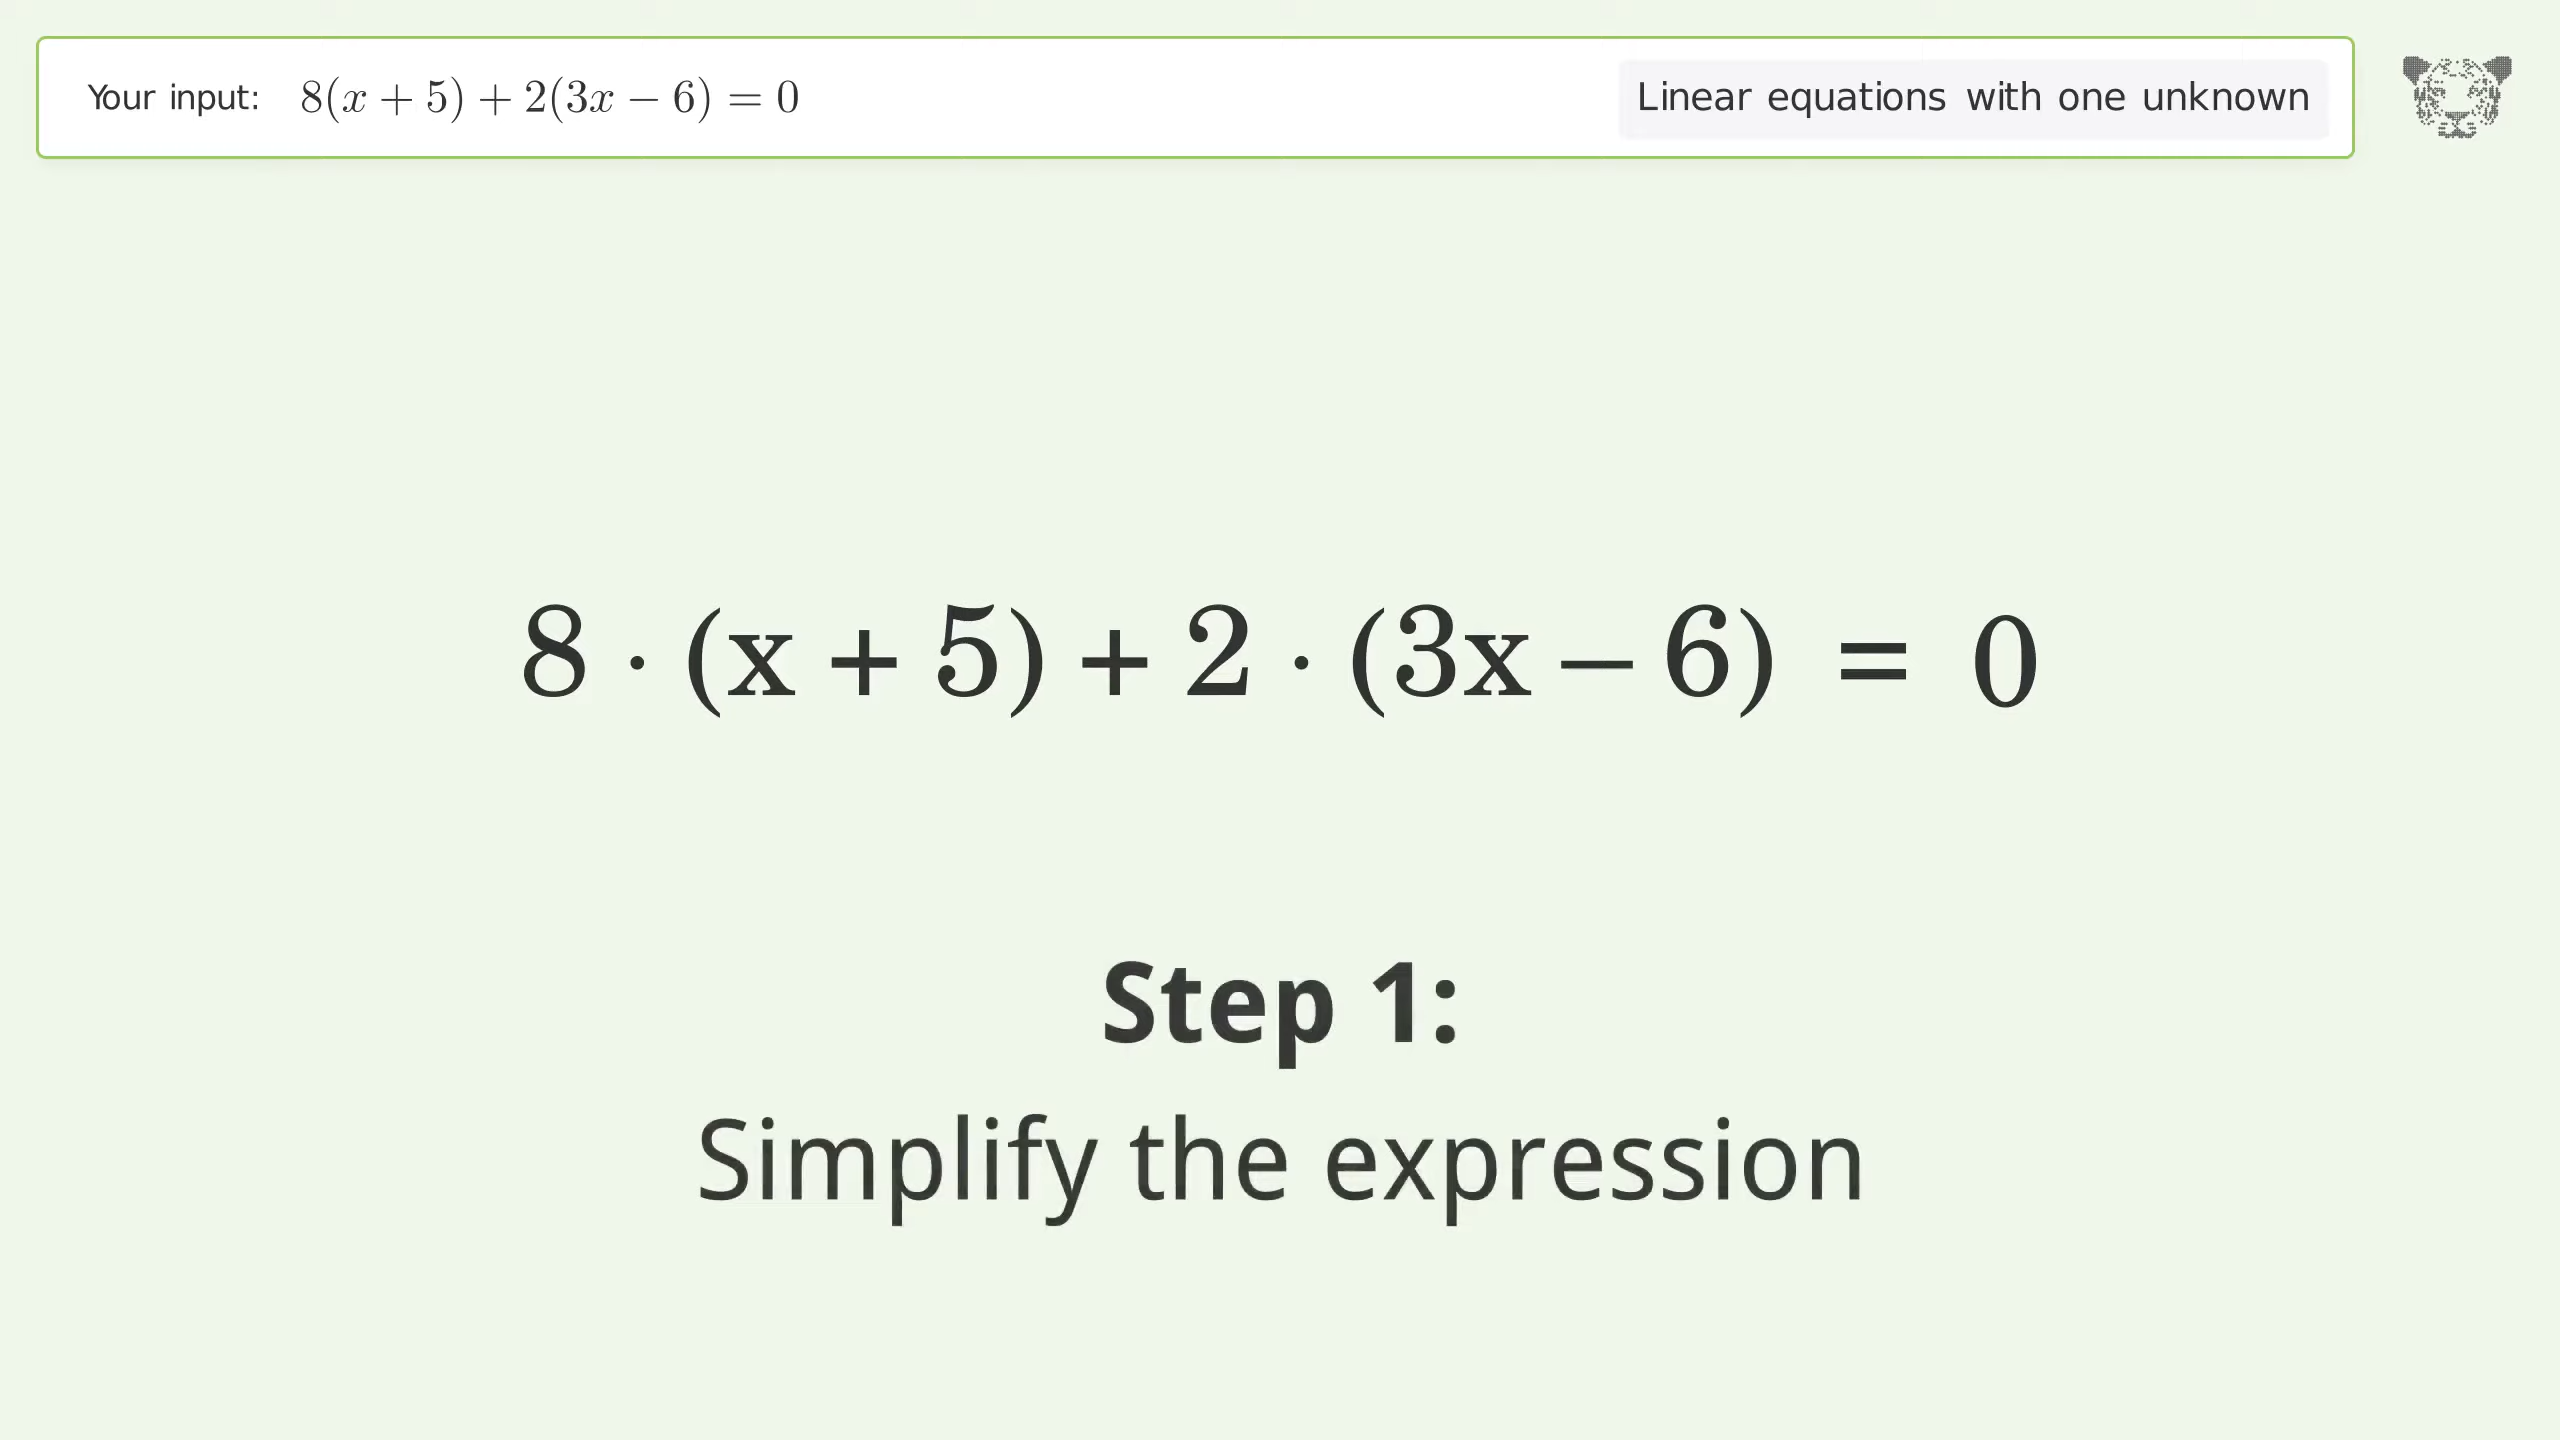 Your input: 8(x + 5) + 2(3x − 6) = 0 Linear equations with one unknown
8 · (x + 5) + 2 · (3x − 6) = 0
Step 1:
Simplify the expression